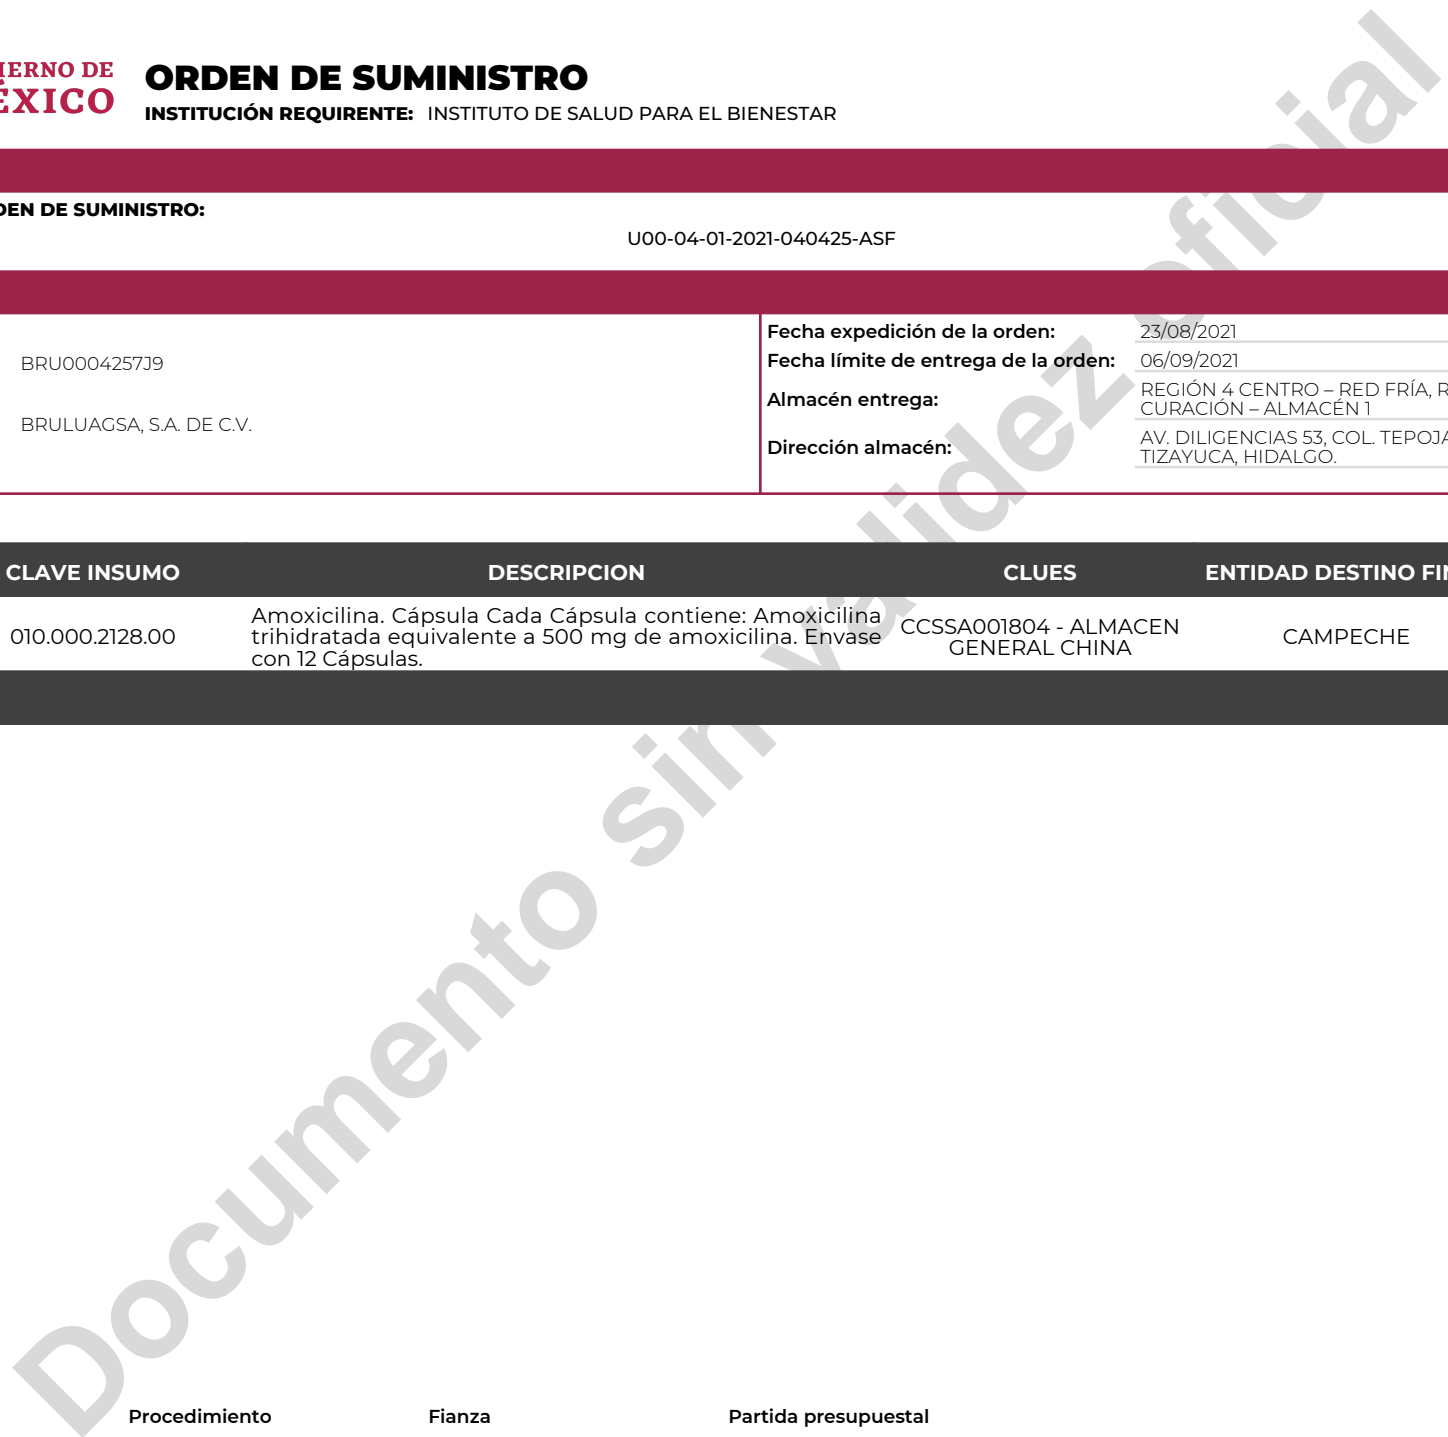 IERNO DE
ÉXICO
ORDEN DE SUMINISTRO
INSTITUCIÓN REQUIRENTE: INSTITUTO DE SALUD PARA EL BIENESTAR
DEN DE SUMINISTRO:
U00-04-01-2021-040425-ASF
BRU0004257J9
BRULUAGSA, S.A. DE C.V.
Fecha expedición de la orden: 23/08/2021
Fecha límite de entrega de la orden: 06/09/2021
Almacén entrega: REGIÓN 4 CENTRO – RED FRÍA, R
CURACIÓN – ALMACÉN 1
Dirección almacén: AV. DILIGENCIAS 53, COL. TEPOJA
TIZAYUCA, HIDALGO.
CLAVE INSUMO DESCRIPCION CLUES ENTIDAD DESTINO FIN
010.000.2128.00
Amoxicilina. Cápsula Cada Cápsula contiene: Amoxicilina
trihidratada equivalente a 500 mg de amoxicilina. Envase
con 12 Cápsulas.
CCSSA001804 - ALMACEN
GENERAL CHINA
CAMPECHE
Documento sin validez oficial
Procedimiento Fianza Partida presupuestal